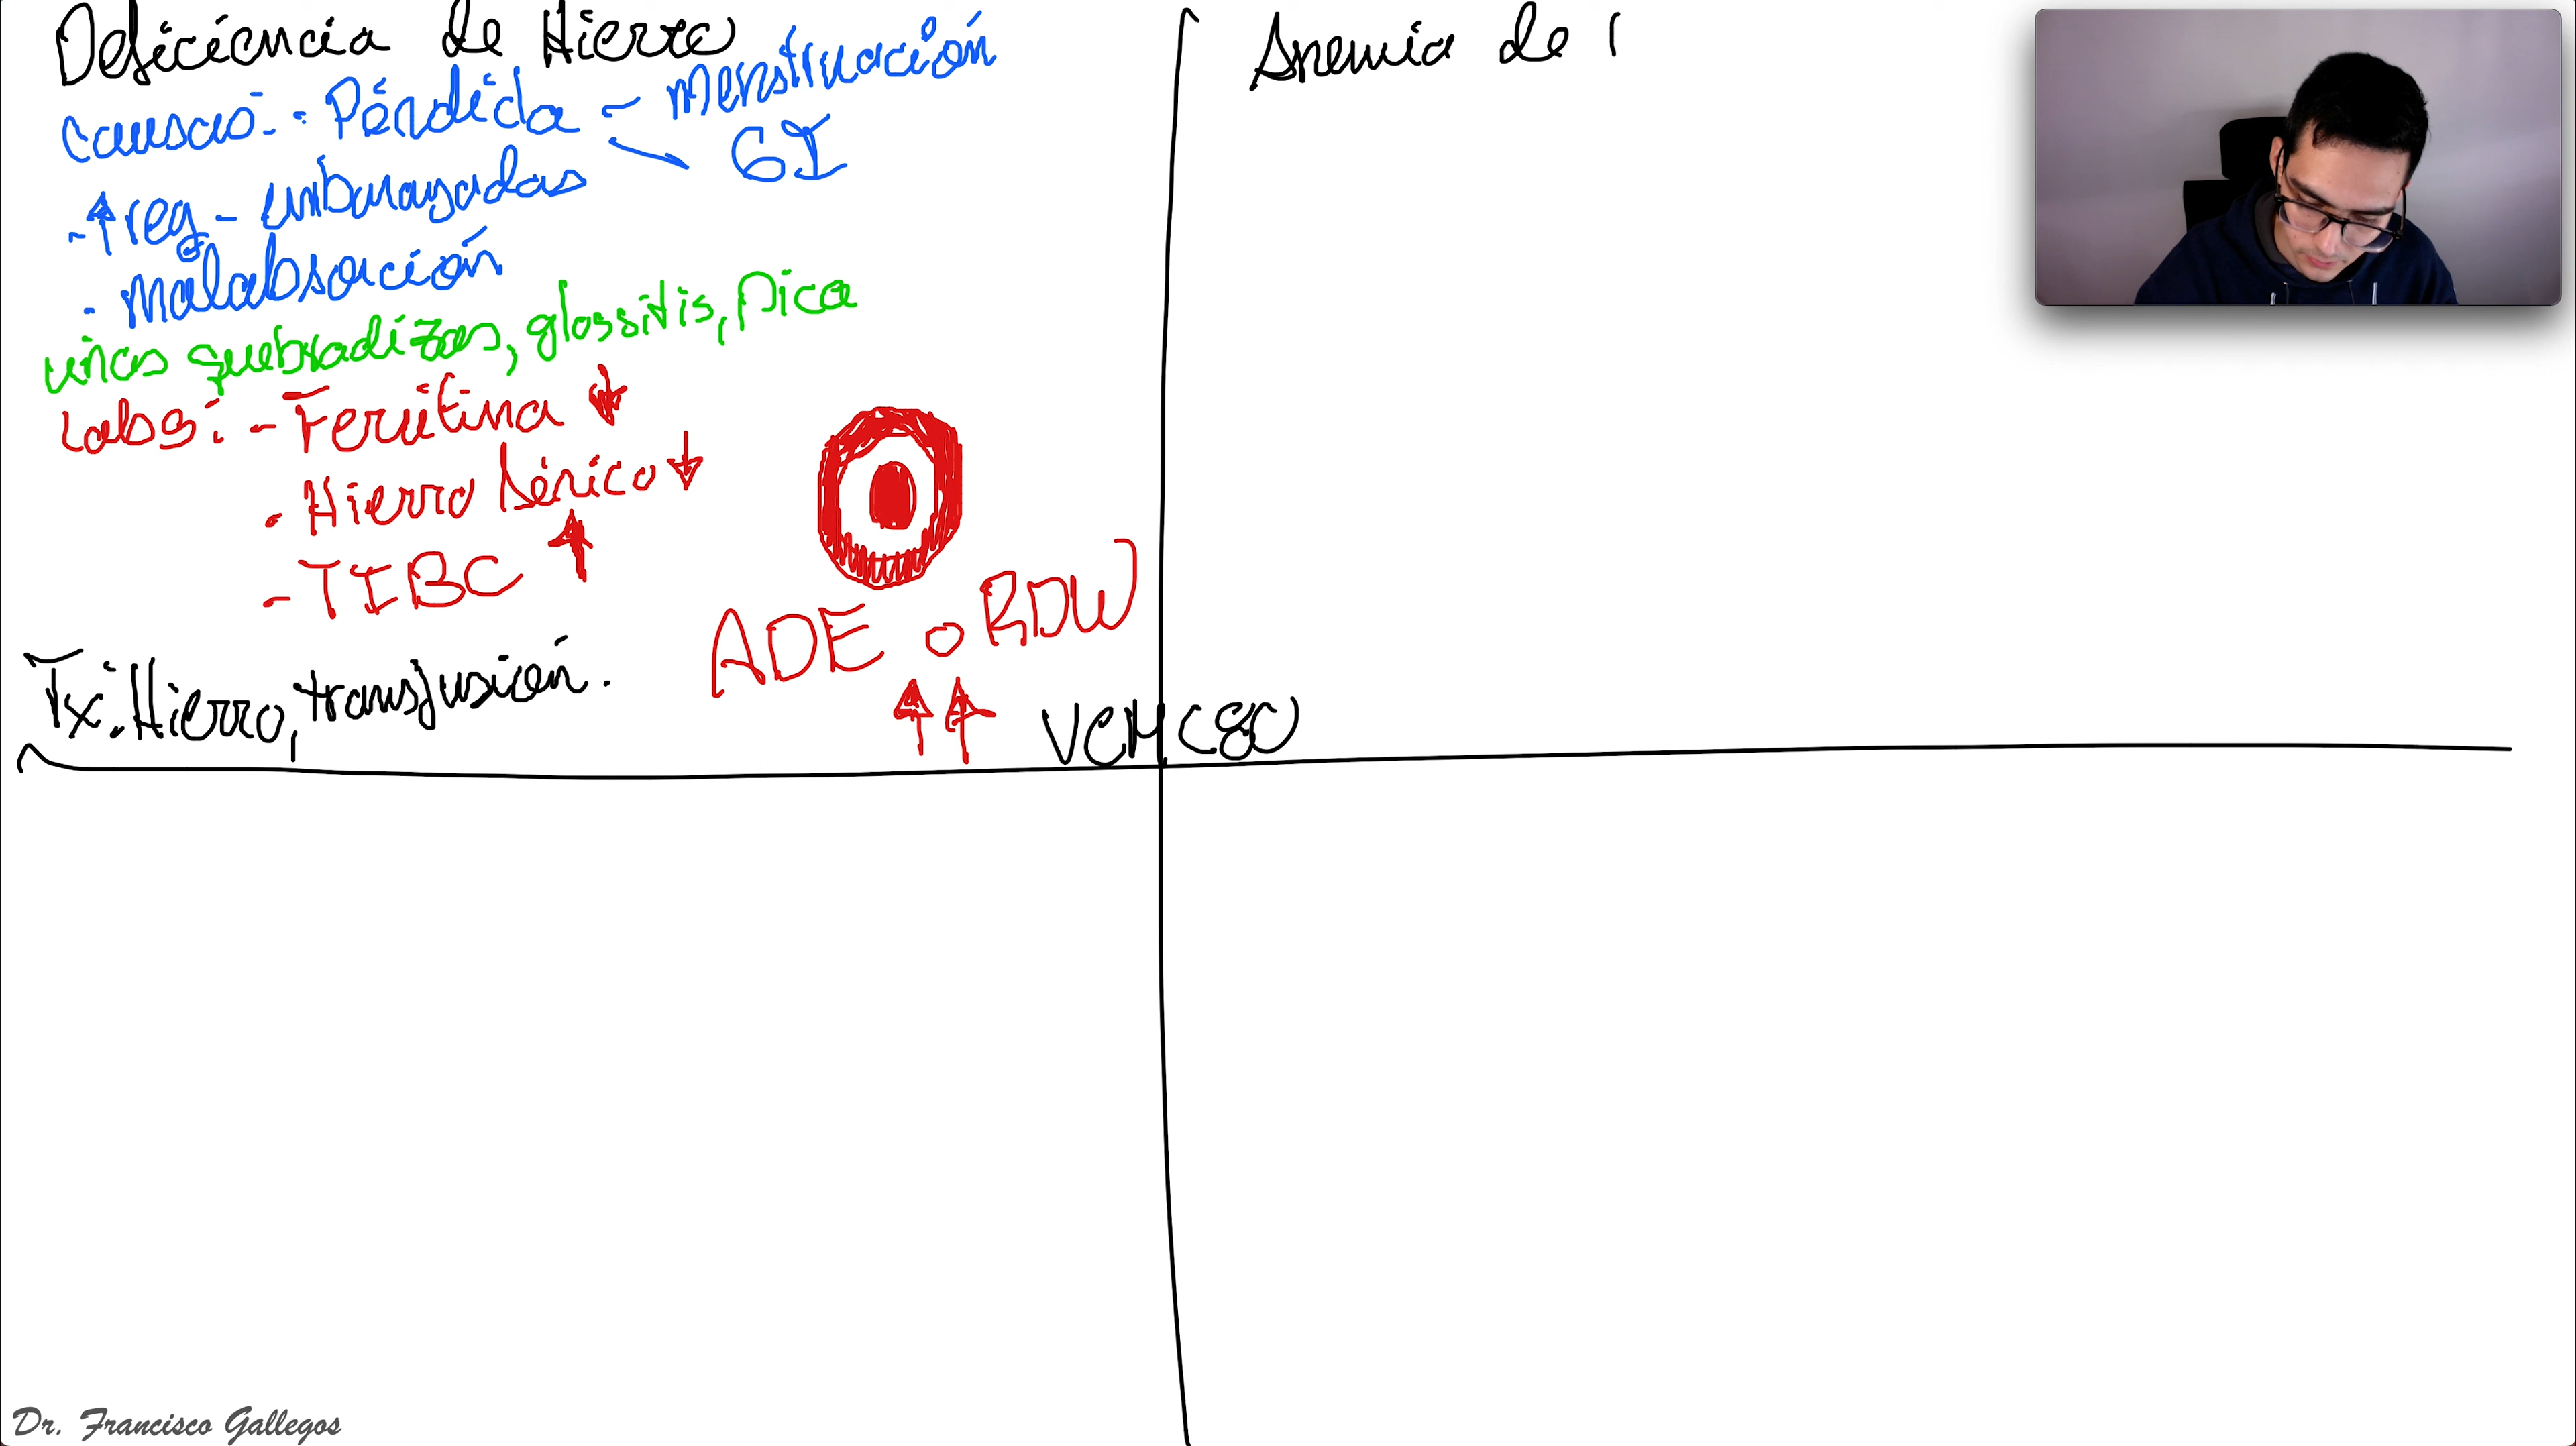 Deficiencia de Hierro
causas: - Pérdida - menstruación
GI
- ↑ req - embarazadas
- malabsorción
uñas quebradizas, glossitis, pica
Labs: - Ferritina ↓
- Hierro Sérico ↓
- TIBC ↑
ADE o RDW
↑↑
Tx: Hierro, transfusión.
VCM <80
Anemia de
Dr. Francisco Gallegos